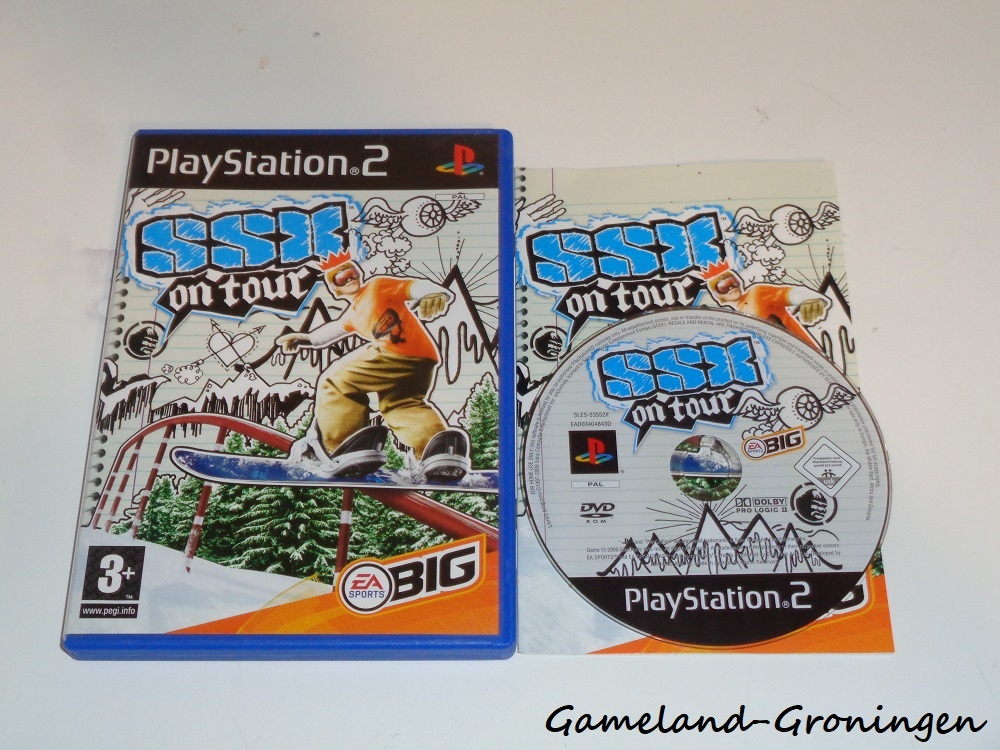 PlayStation®2
PAL
SSX
on tour
3+
www.pegi.info
EA
SPORTS
BIG
SSX
on tour
SSX
on tour
SLES-53552#
PAL
EA
SPORTS
BIG
DVD
ROM
DOLBY
PRO LOGIC II
PlayStation®2
Gameland-Groningen